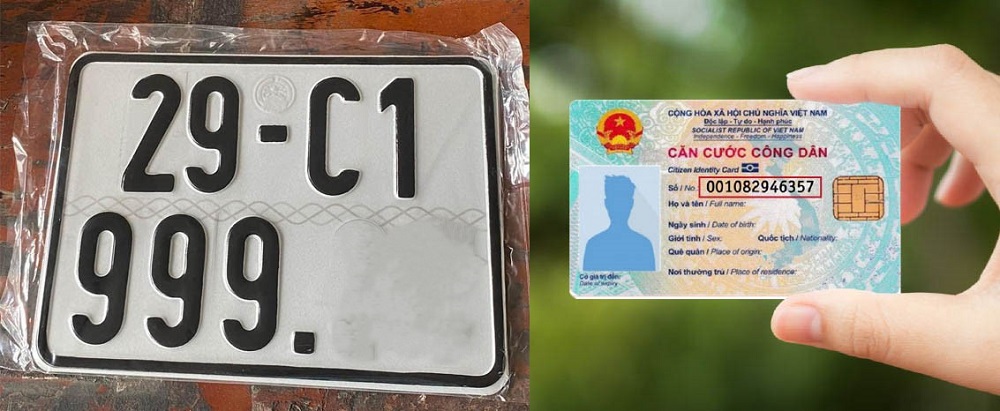 29-C1
999.
CỘNG HÒA XÃ HỘI CHỦ NGHĨA VIỆT NAM
Độc lập - Tự do - Hạnh phúc
SOCIALIST REPUBLIC OF VIET NAM
Independence - Freedom - Happiness
CĂN CƯỚC CÔNG DÂN
Citizen Identity Card
Số / No.: 001082946357
Họ và tên / Full name:
Ngày sinh / Date of birth:
Giới tính / Sex: Quốc tịch / Nationality:
Quê quán / Place of origin:
Nơi thường trú / Place of residence:
Có giá trị đến:
Date of expiry